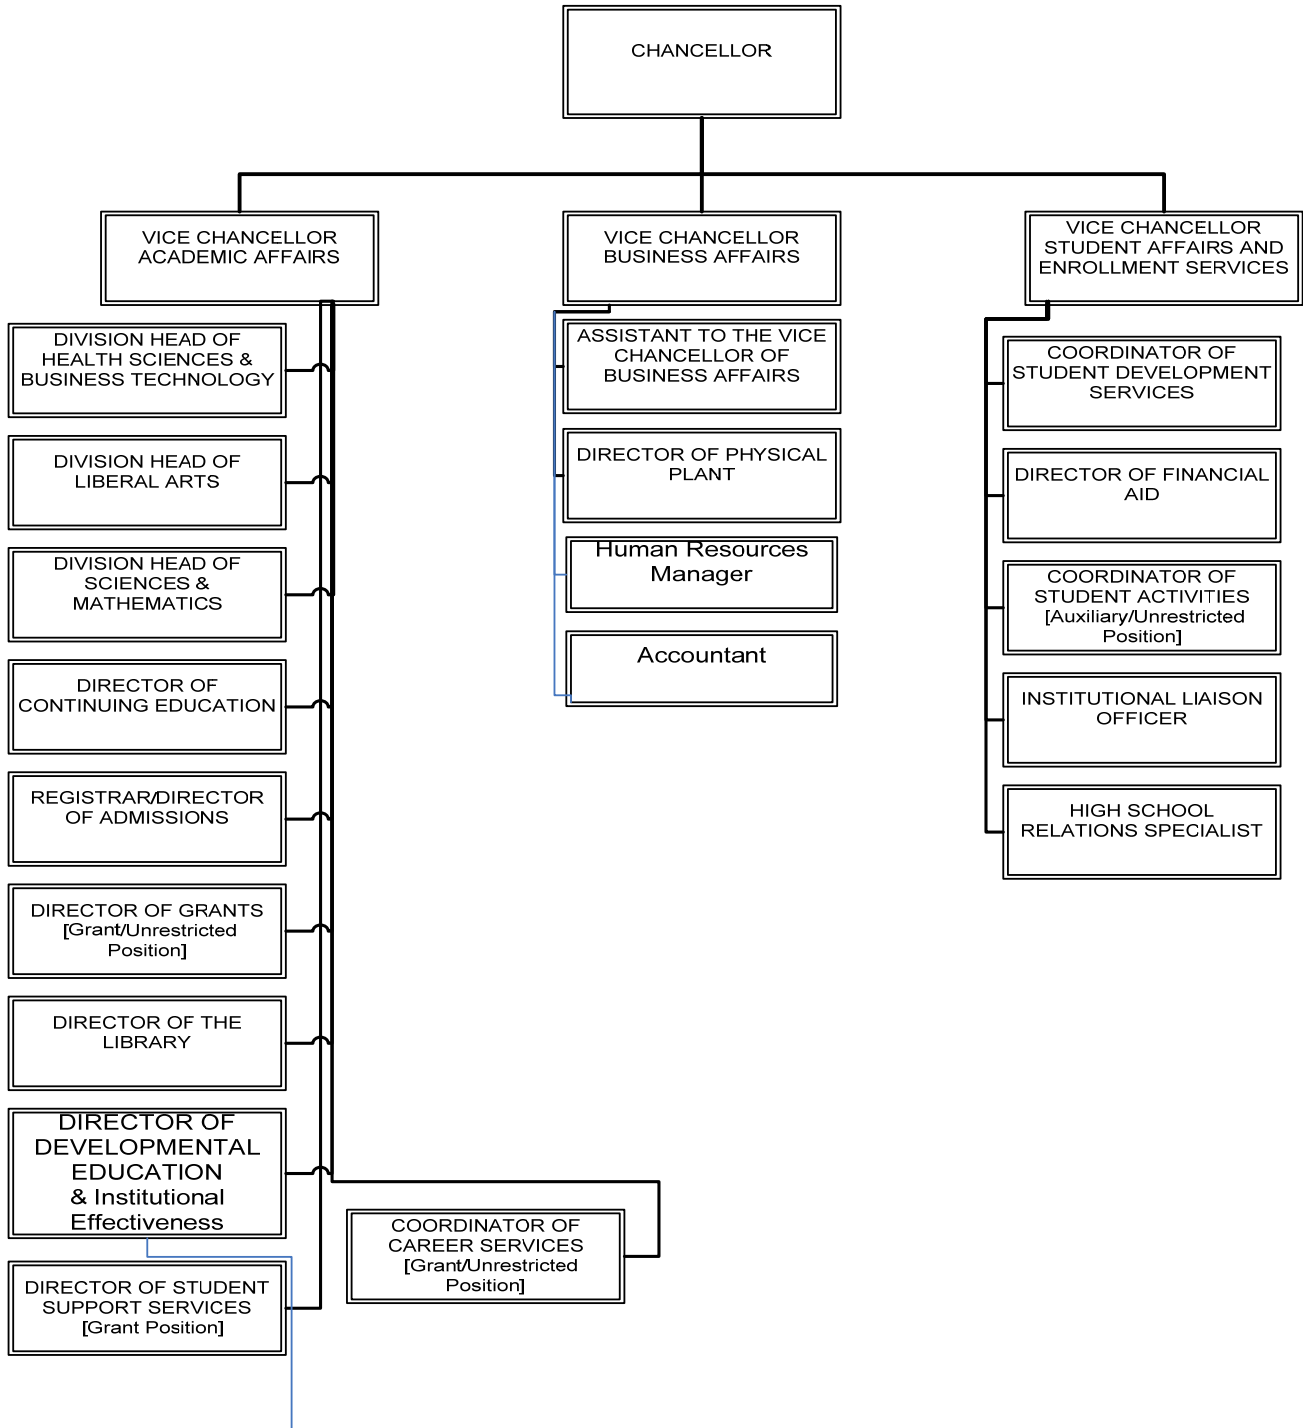 CHANCELLOR
VICE CHANCELLOR
ACADEMIC AFFAIRS
DIVISION HEAD OF
HEALTH SCIENCES &
BUSINESS TECHNOLOGY
DIVISION HEAD OF
LIBERAL ARTS
DIVISION HEAD OF
SCIENCES &
MATHEMATICS
DIRECTOR OF
CONTINUING EDUCATION
REGISTRAR/DIRECTOR
OF ADMISSIONS
DIRECTOR OF GRANTS
[Grant/Unrestricted
Position]
DIRECTOR OF THE
LIBRARY
DIRECTOR OF
DEVELOPMENTAL
EDUCATION
& Institutional
Effectiveness
DIRECTOR OF STUDENT
SUPPORT SERVICES
[Grant Position]
COORDINATOR OF
CAREER SERVICES
[Grant/Unrestricted
Position]
VICE CHANCELLOR
BUSINESS AFFAIRS
ASSISTANT TO THE VICE
CHANCELLOR OF
BUSINESS AFFAIRS
DIRECTOR OF PHYSICAL
PLANT
Human Resources
Manager
Accountant
VICE CHANCELLOR
STUDENT AFFAIRS AND
ENROLLMENT SERVICES
COORDINATOR OF
STUDENT DEVELOPMENT
SERVICES
DIRECTOR OF FINANCIAL
AID
COORDINATOR OF
STUDENT ACTIVITIES
[Auxiliary/Unrestricted
Position]
INSTITUTIONAL LIAISON
OFFICER
HIGH SCHOOL
RELATIONS SPECIALIST